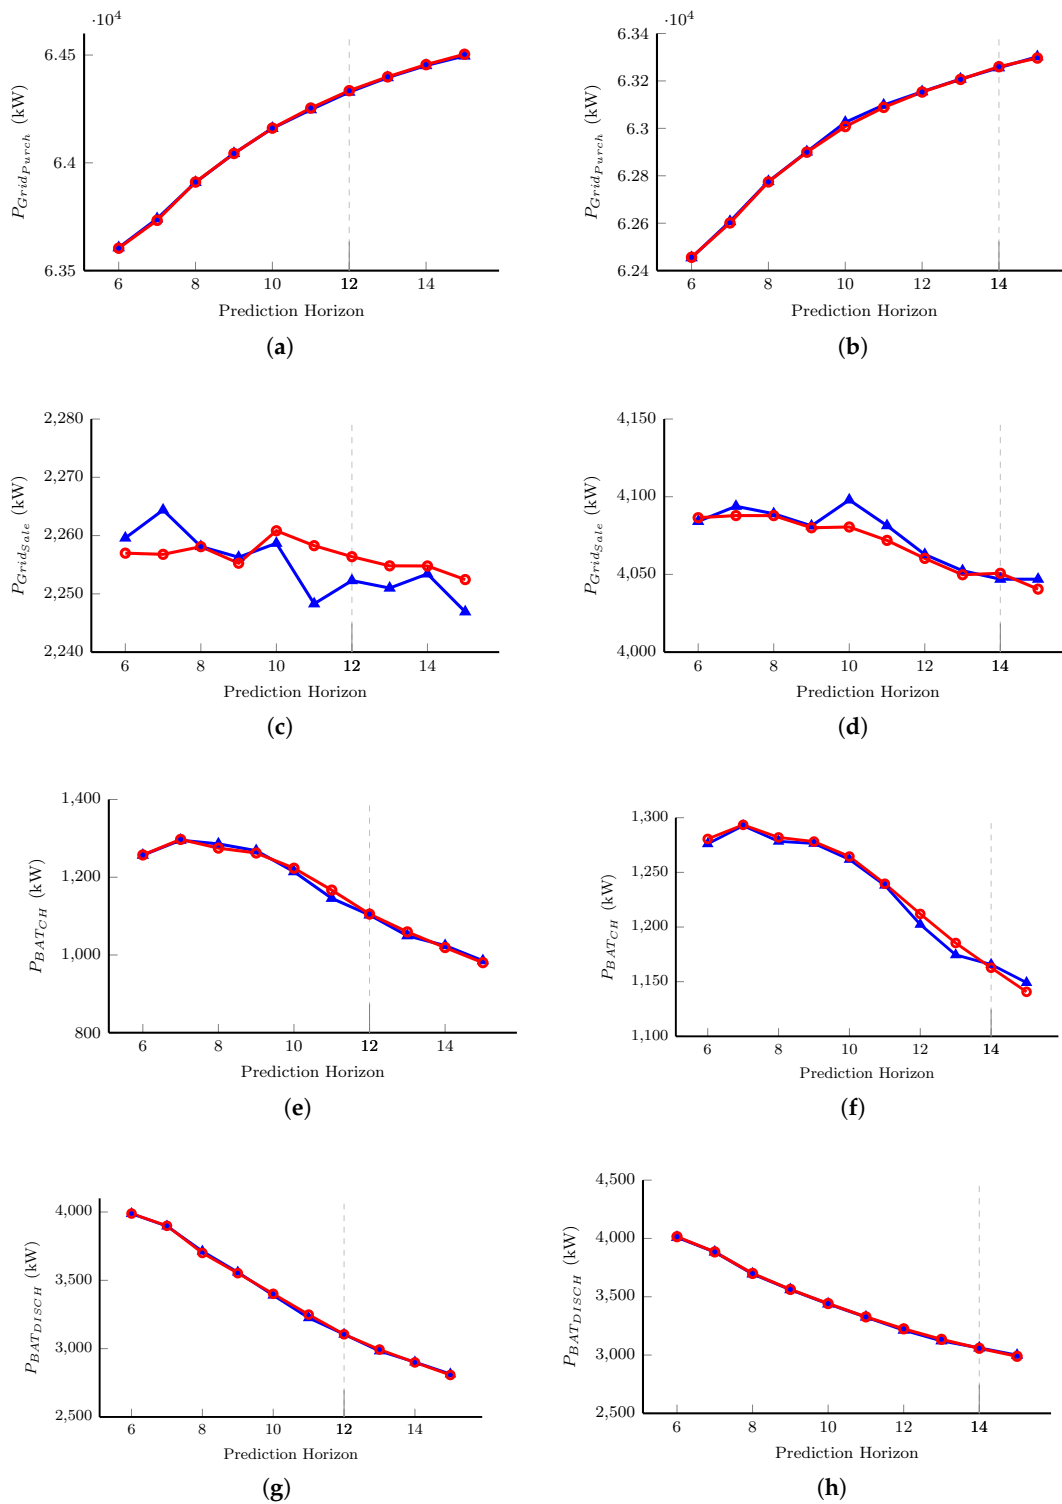 ·10⁴
6.45
6.4
6.35
P_{Grid_{Purch}} (kW)
6 8 10 12 14
Prediction Horizon
(a)
·10⁴
6.34
6.32
6.3
6.28
6.26
6.24
P_{Grid_{Purch}} (kW)
6 8 10 12 14
Prediction Horizon
(b)
2,280
2,270
2,260
2,250
2,240
P_{Grid_{Sale}} (kW)
6 8 10 12 14
Prediction Horizon
(c)
4,150
4,100
4,050
4,000
P_{Grid_{Sale}} (kW)
6 8 10 12 14
Prediction Horizon
(d)
1,400
1,200
1,000
800
P_{BAT_{CH}} (kW)
6 8 10 12 14
Prediction Horizon
(e)
1,300
1,250
1,200
1,150
1,100
P_{BAT_{CH}} (kW)
6 8 10 12 14
Prediction Horizon
(f)
4,000
3,500
3,000
2,500
P_{BAT_{DISCH}} (kW)
6 8 10 12 14
Prediction Horizon
(g)
4,500
4,000
3,500
3,000
2,500
P_{BAT_{DISCH}} (kW)
6 8 10 12 14
Prediction Horizon
(h)